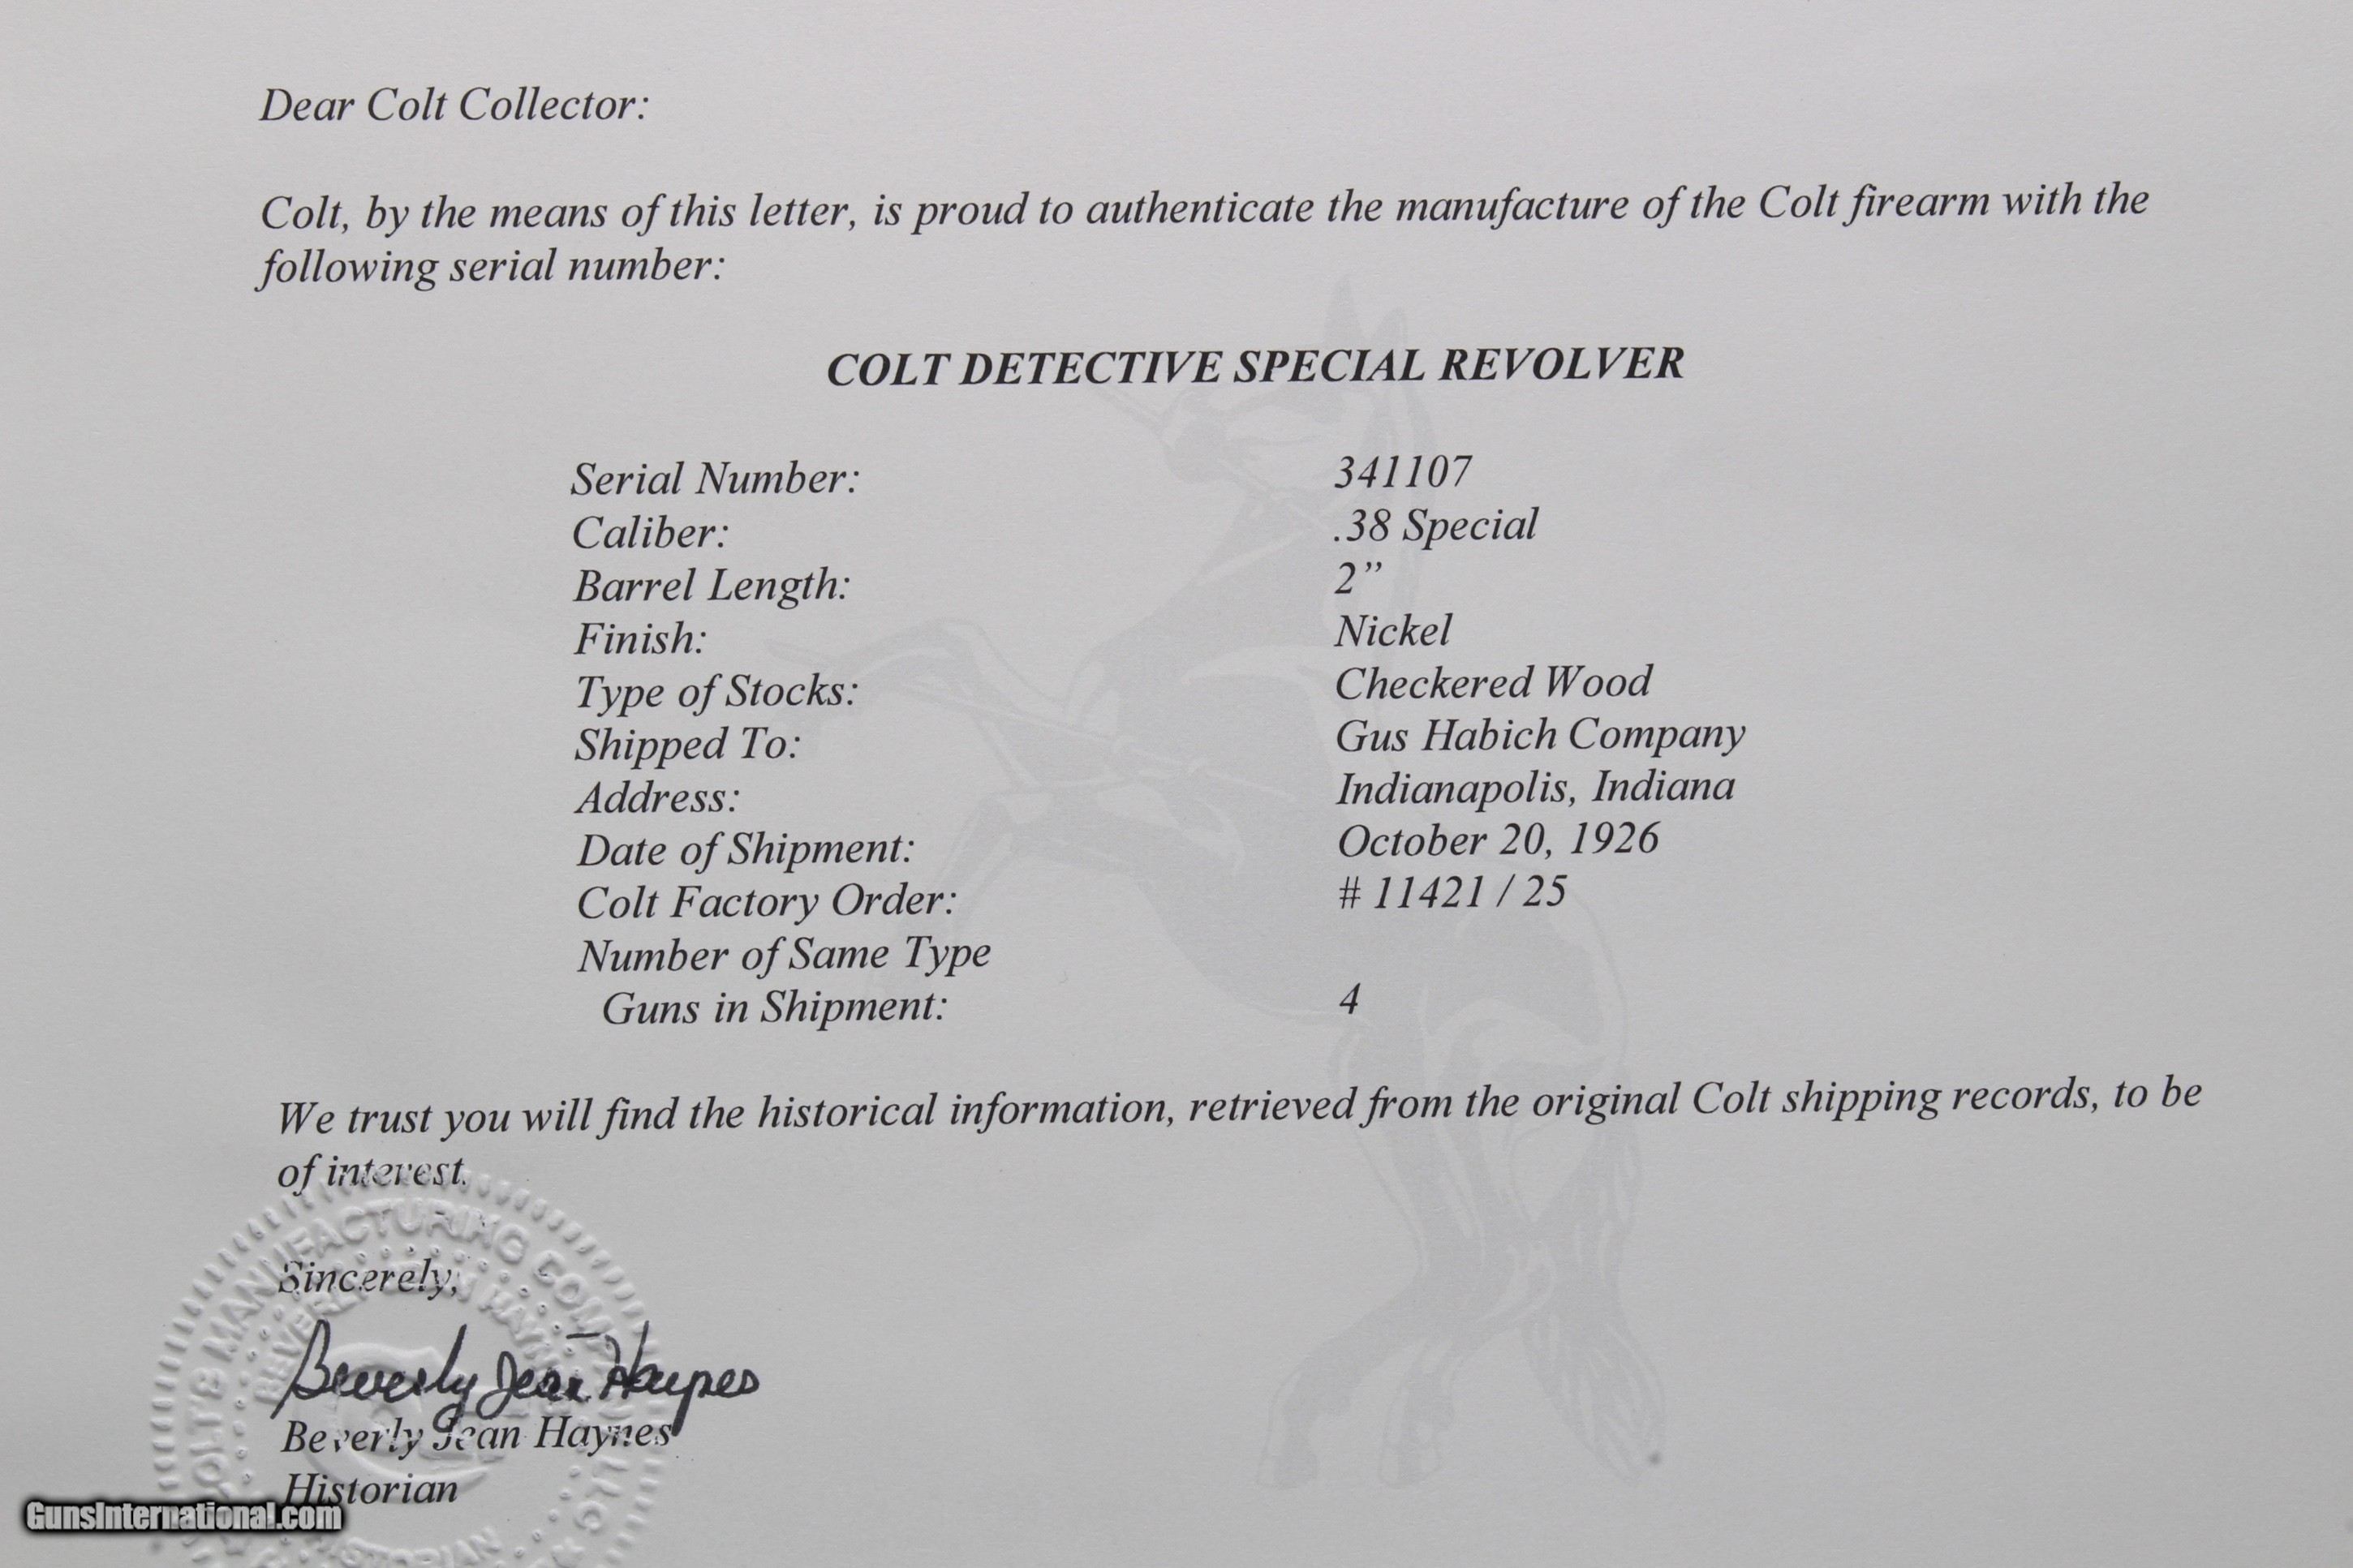 Dear Colt Collector:
Colt, by the means of this letter, is proud to authenticate the manufacture of the Colt firearm with the
following serial number:
COLT DETECTIVE SPECIAL REVOLVER
Serial Number: 341107
Caliber: .38 Special
Barrel Length: 2”
Finish: Nickel
Type of Stocks: Checkered Wood
Shipped To: Gus Habich Company
Address: Indianapolis, Indiana
Date of Shipment: October 20, 1926
Colt Factory Order: # 11421 / 25
Number of Same Type
Guns in Shipment: 4
We trust you will find the historical information, retrieved from the original Colt shipping records, to be
of interest.
COLT'S MANUFACTURING
BEVERLY JEAN
HISTORIAN
Sincerely,
Beverly Jean Haynes
Beverly Jean Haynes
Historian
GunsInternational.com